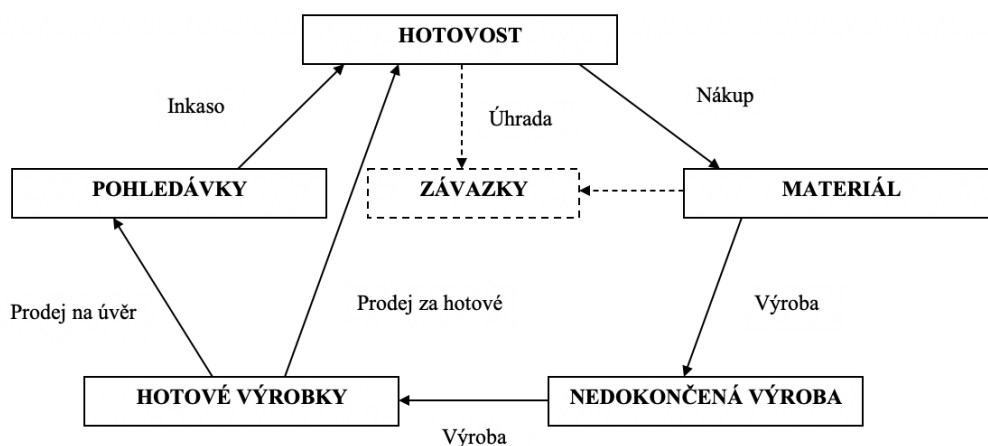 HOTOVOST
Inkaso
Nákup
Úhrada
POHLEDÁVKY
ZÁVAZKY
MATERIÁL
Prodej na úvěr
Prodej za hotové
Výroba
HOTOVÉ VÝROBKY
NEDOKONČENÁ VÝROBA
Výroba